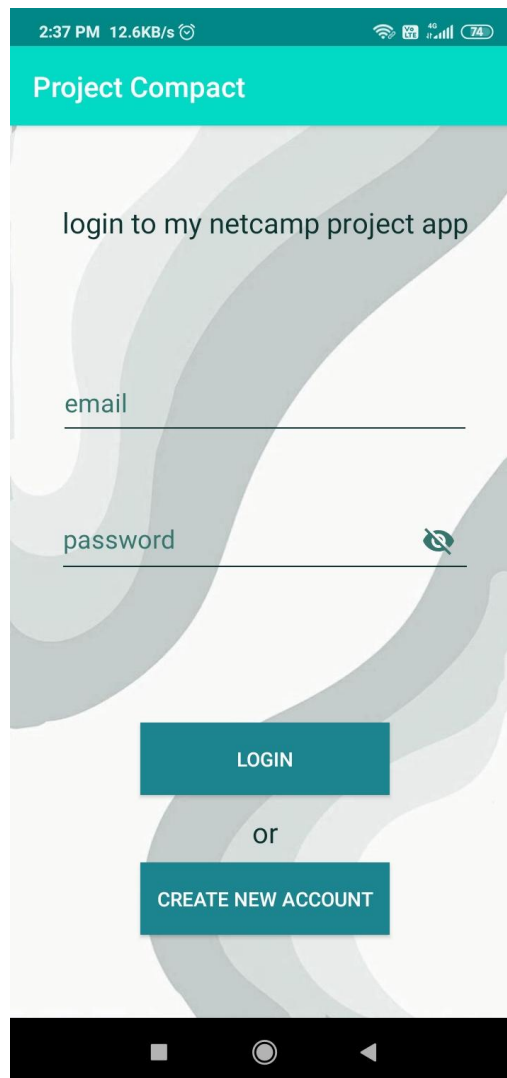 2:37 PM 12.6KB/s 4G 74
Project Compact
login to my netcamp project app
email
password
LOGIN
or
CREATE NEW ACCOUNT